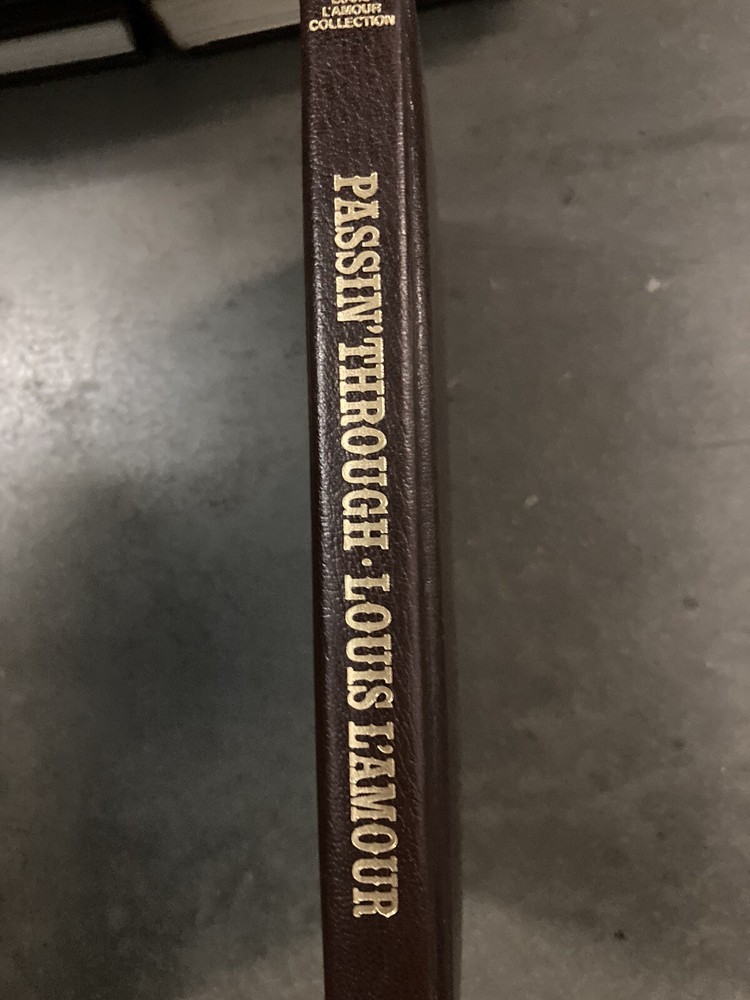 L'AMOUR
COLLECTION
PASSIN' THROUGH · LOUIS L'AMOUR